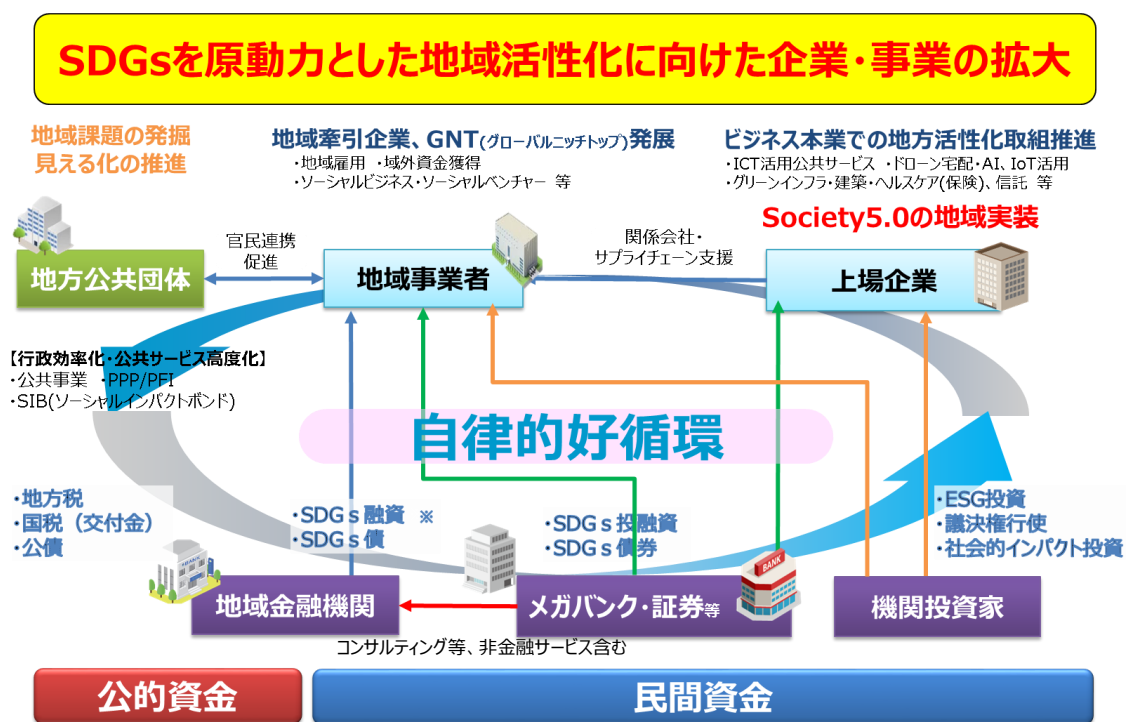 SDGsを原動力とした地域活性化に向けた企業・事業の拡大
地域課題の発掘
見える化の推進
地域牽引企業、GNT(グローバルニッチトップ)発展
・地域雇用 ・域外資金獲得
・ソーシャルビジネス・ソーシャルベンチャー 等
ビジネス本業での地方活性化取組推進
・ICT活用公共サービス ・ドローン宅配・AI、IoT活用
・グリーンインフラ・建築・ヘルスケア(保険)、信託 等
Society5.0の地域実装
地方公共団体
官民連携
促進
地域事業者
関係会社・
サプライチェーン支援
上場企業
【行政効率化・公共サービス高度化】
・公共事業 ・PPP/PFI
・SIB(ソーシャルインパクトボンド)
自律的好循環
・地方税
・国税（交付金）
・公債
・SDGｓ融資 ※
・SDGｓ債
・SDGｓ投融資
・SDGｓ債券
・ESG投資
・議決権行使
・社会的インパクト投資
BANK
地域金融機関
メガバンク・証券等
機関投資家
コンサルティング等、非金融サービス含む
公的資金
民間資金